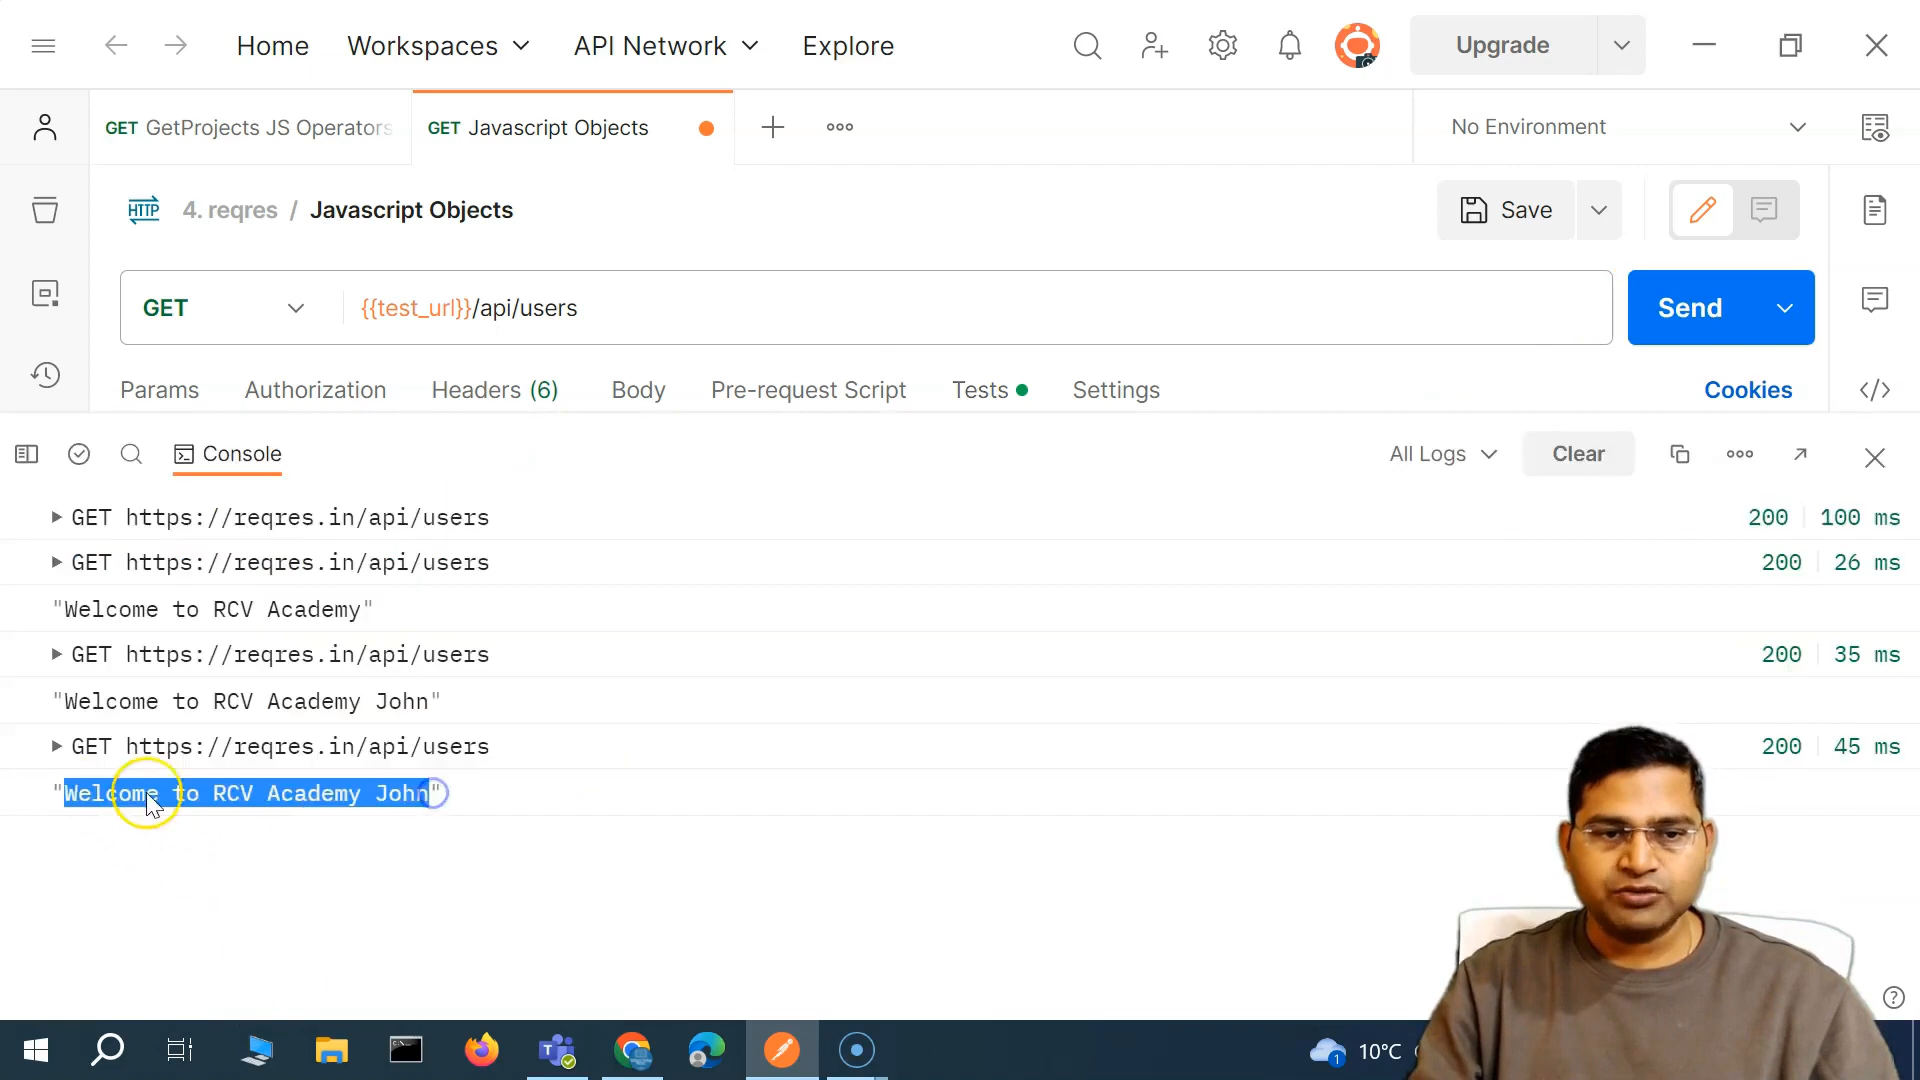 Home Workspaces API Network Explore Upgrade
GET GetProjects JS Operators GET Javascript Objects No Environment
HTTP 4. reqres / Javascript Objects Save
GET {{test_url}}/api/users Send
Params Authorization Headers (6) Body Pre-request Script Tests Settings Cookies
Console All Logs Clear
GET https://reqres.in/api/users 200 100 ms
GET https://reqres.in/api/users 200 26 ms
"Welcome to RCV Academy"
GET https://reqres.in/api/users 200 35 ms
"Welcome to RCV Academy John"
GET https://reqres.in/api/users 200 45 ms
"Welcome to RCV Academy John"
1 10°C